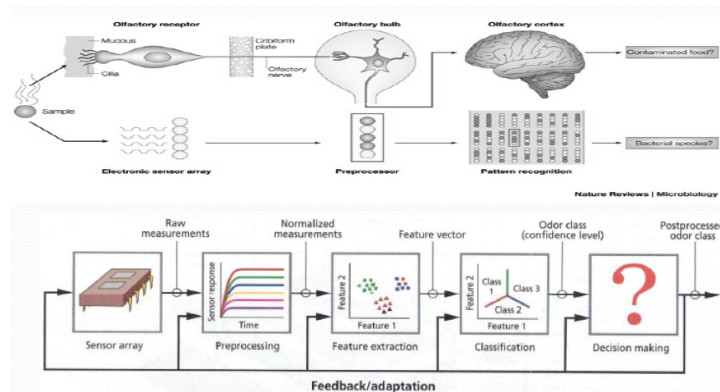 Olfactory receptor
Olfactory bulb
Olfactory cortex
Mucous
Cribiform
plate
Cilia
Olfactory
nerve
Contaminated food?
Sample
Electronic sensor array
Preprocessor
Pattern recognition
Bacterial species?
Nature Reviews | Microbiology
Raw
measurements
Normalized
measurements
Feature vector
Odor class
(confidence level)
Postprocessed
odor class
Sensor response
Time
Feature 2
Feature 1
Feature 2
Class
1
Class 3
Class 2
Feature 1
?
Sensor array
Preprocessing
Feature extraction
Classification
Decision making
Feedback/adaptation